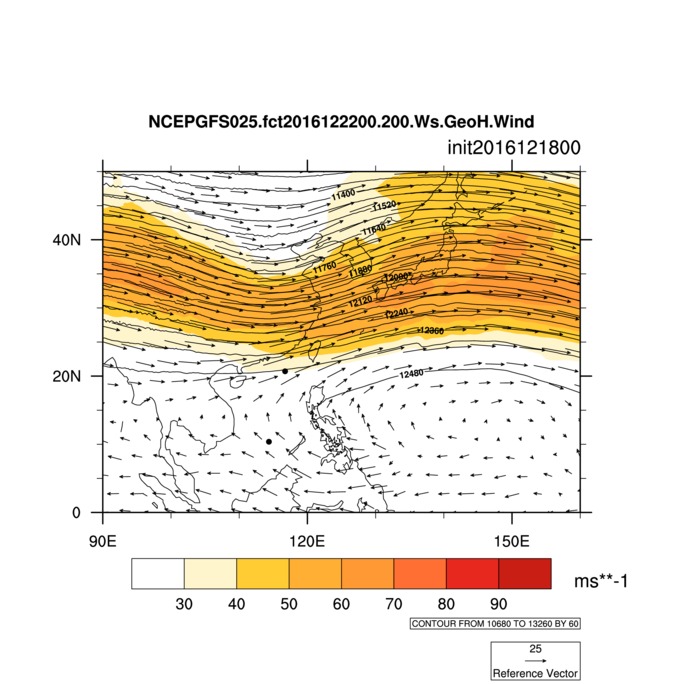 NCEPGFS025.fct2016122200.200.Ws.GeoH.Wind
init2016121800
11400
11520
11640
40N
11760
11880
12000
12120
12240
12360
20N
12480
0
90E 120E 150E
ms**-1
30 40 50 60 70 80 90
CONTOUR FROM 10680 TO 13260 BY 60
25
Reference Vector